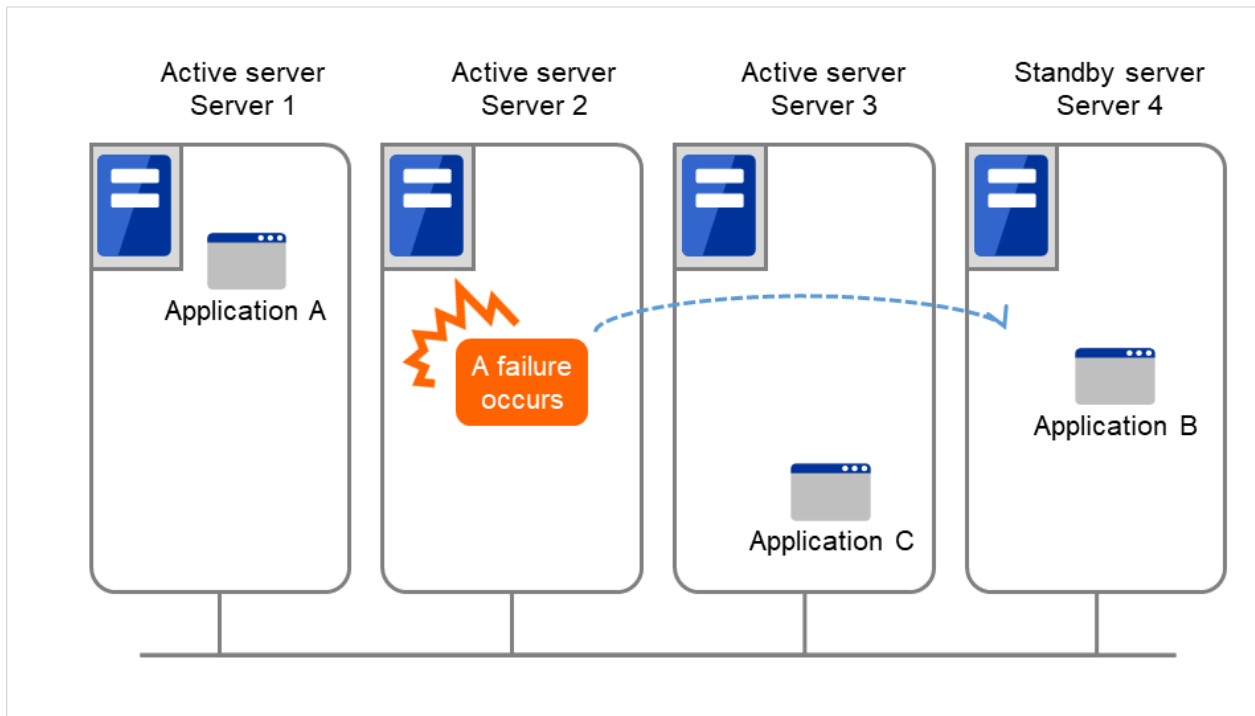 Active server
Server 1
Active server
Server 2
Active server
Server 3
Standby server
Server 4
Application A
A failure
occurs
Application B
Application C